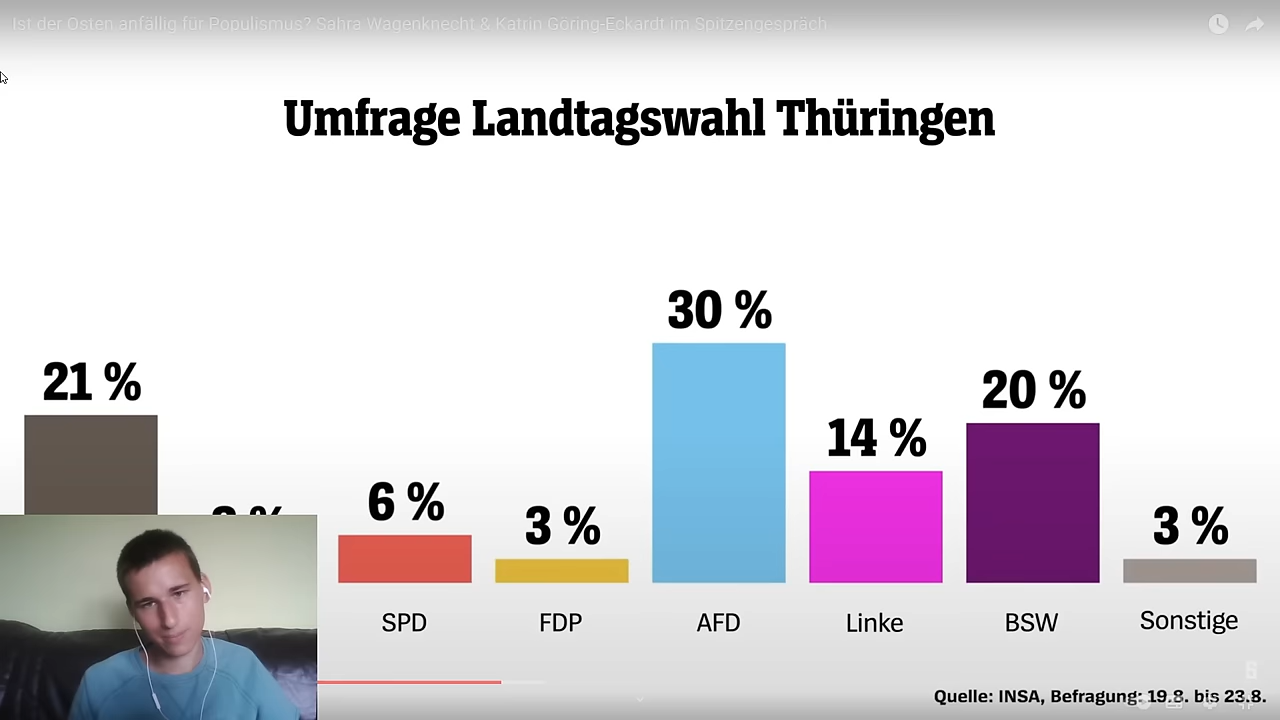 Ist der Osten anfällig für Populismus? Sahra Wagenknecht & Katrin Göring-Eckardt im Spitzengespräch
Umfrage Landtagswahl Thüringen
30 %
21 %
20 %
14 %
6 %
3 %
3 %
SPD
FDP
AFD
Linke
BSW
Sonstige
Quelle: INSA, Befragung: 19.8. bis 23.8.